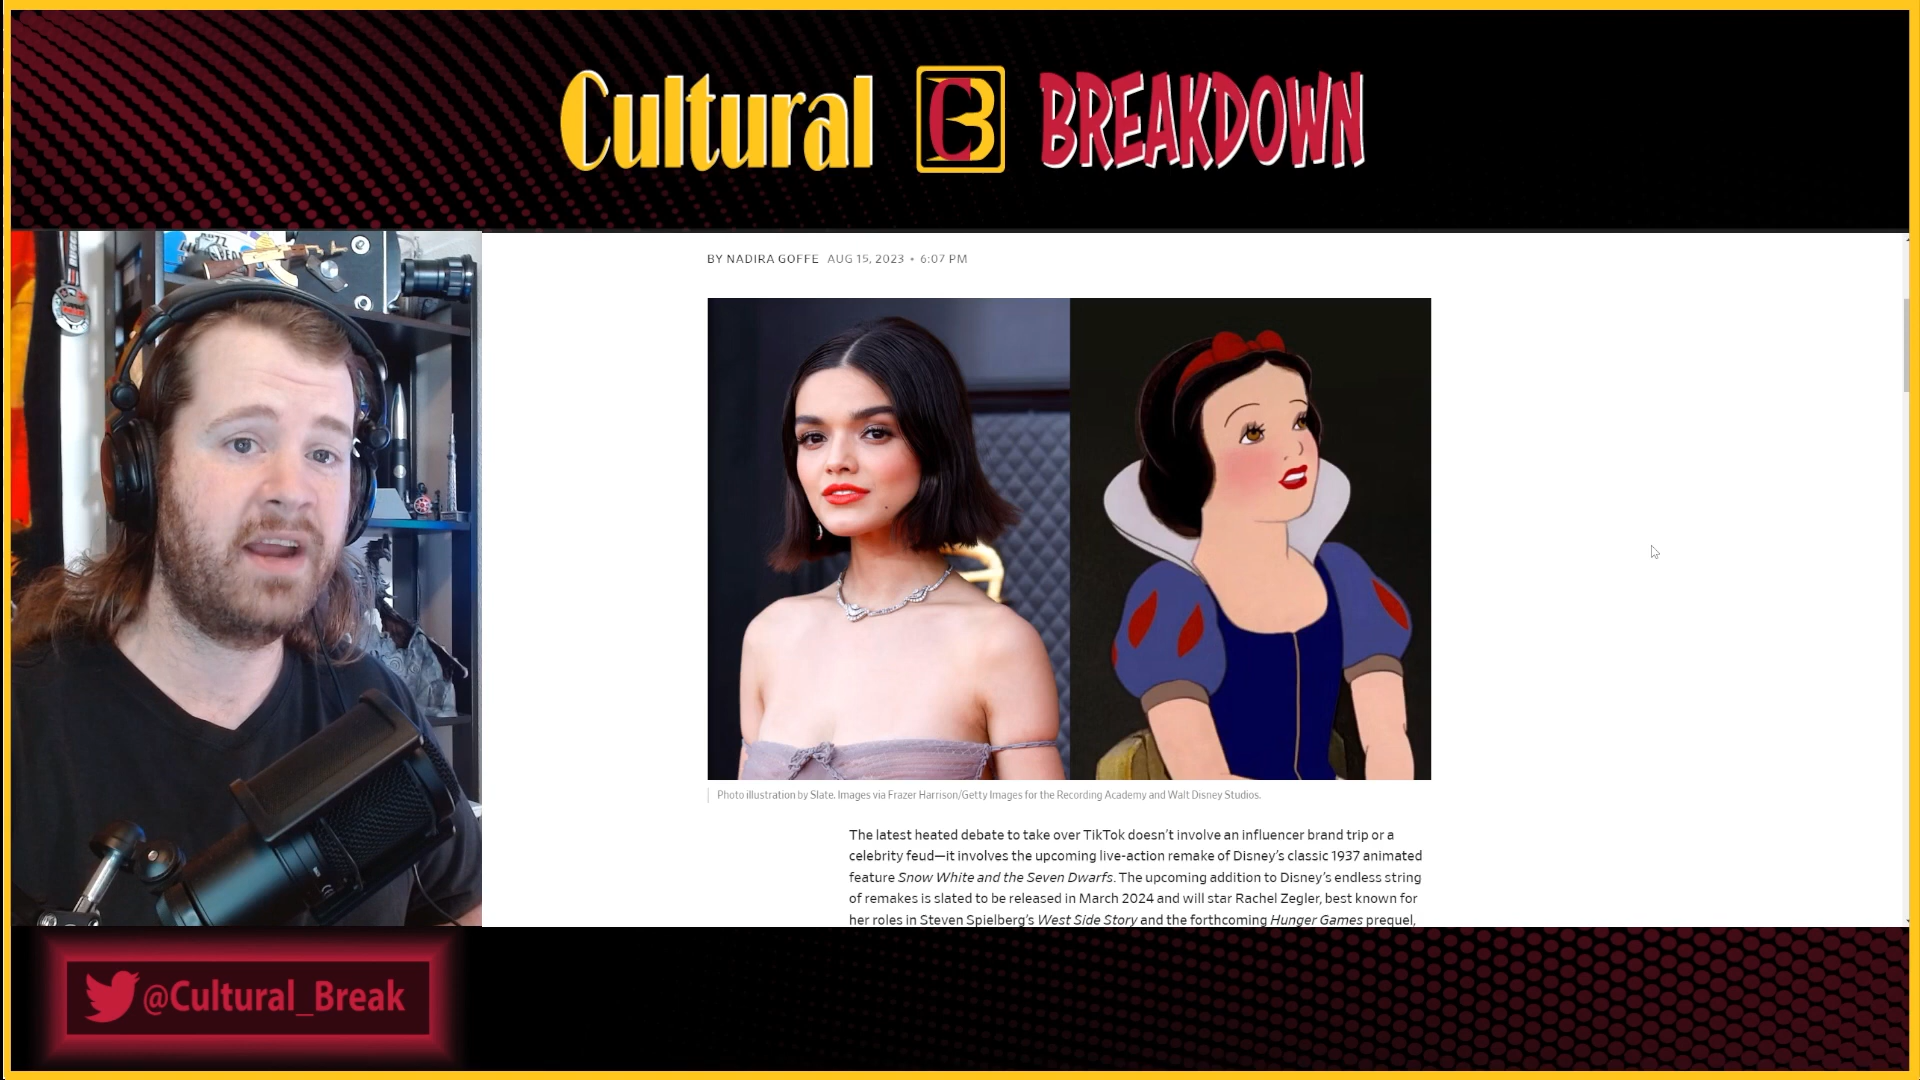 Cultural CB BREAKDOWN
BY NADIRA GOFFE AUG 15, 2023 • 6:07 PM
Photo illustration by Slate. Images via Frazer Harrison/Getty Images for the Recording Academy and Walt Disney Studios.
The latest heated debate to take over TikTok doesn’t involve an influencer brand trip or a
celebrity feud—it involves the upcoming live-action remake of Disney’s classic 1937 animated
feature Snow White and the Seven Dwarfs. The upcoming addition to Disney’s endless string
of remakes is slated to be released in March 2024 and will star Rachel Zegler, best known for
her roles in Steven Spielberg’s West Side Story and the forthcoming Hunger Games prequel,
@Cultural_Break